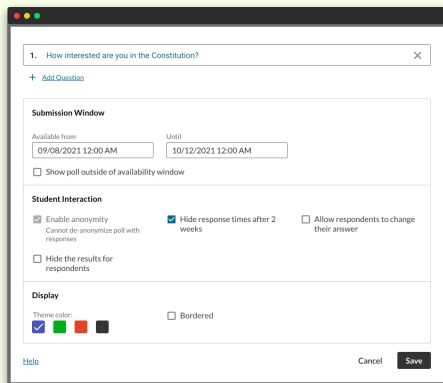 1. How interested are you in the Constitution?
+ Add Question
Submission Window
Available from Until
09/08/2021 12:00 AM 10/12/2021 12:00 AM
Show poll outside of availability window
Student Interaction
Enable anonymity
Cannot de-anonymize poll with
responses
Hide response times after 2
weeks
Allow respondents to change
their answer
Hide the results for
respondents
Display
Theme color:
Bordered
Help Cancel Save